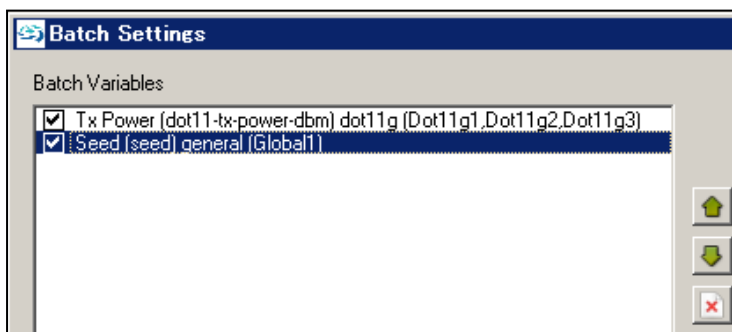 Batch Settings
Batch Variables
Tx Power (dot11-tx-power-dbm) dot11g (Dot11g1,Dot11g2,Dot11g3)
Seed (seed) general (Global1)